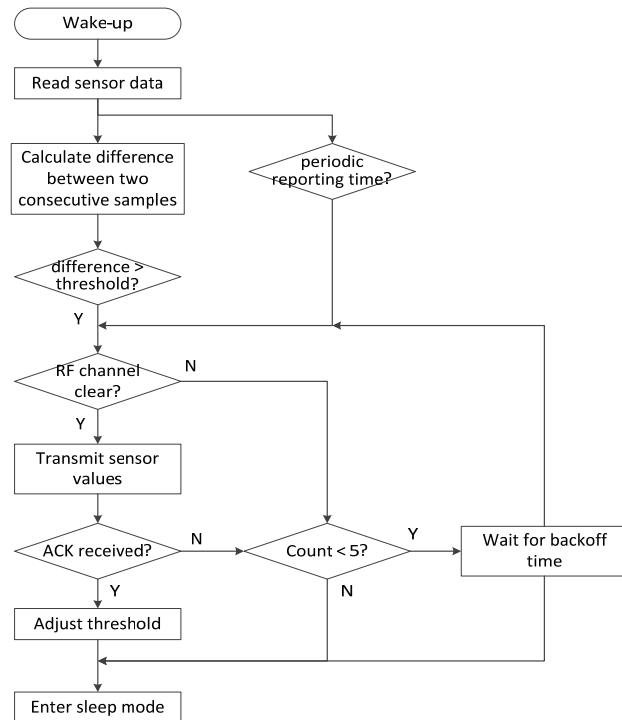 Wake-up
Read sensor data
Calculate difference
between two
consecutive samples
periodic
reporting time?
difference >
threshold?
Y
RF channel
clear?
N
Y
Transmit sensor
values
ACK received?
N
Count < 5?
Y
Wait for backoff
time
Y
N
Adjust threshold
Enter sleep mode